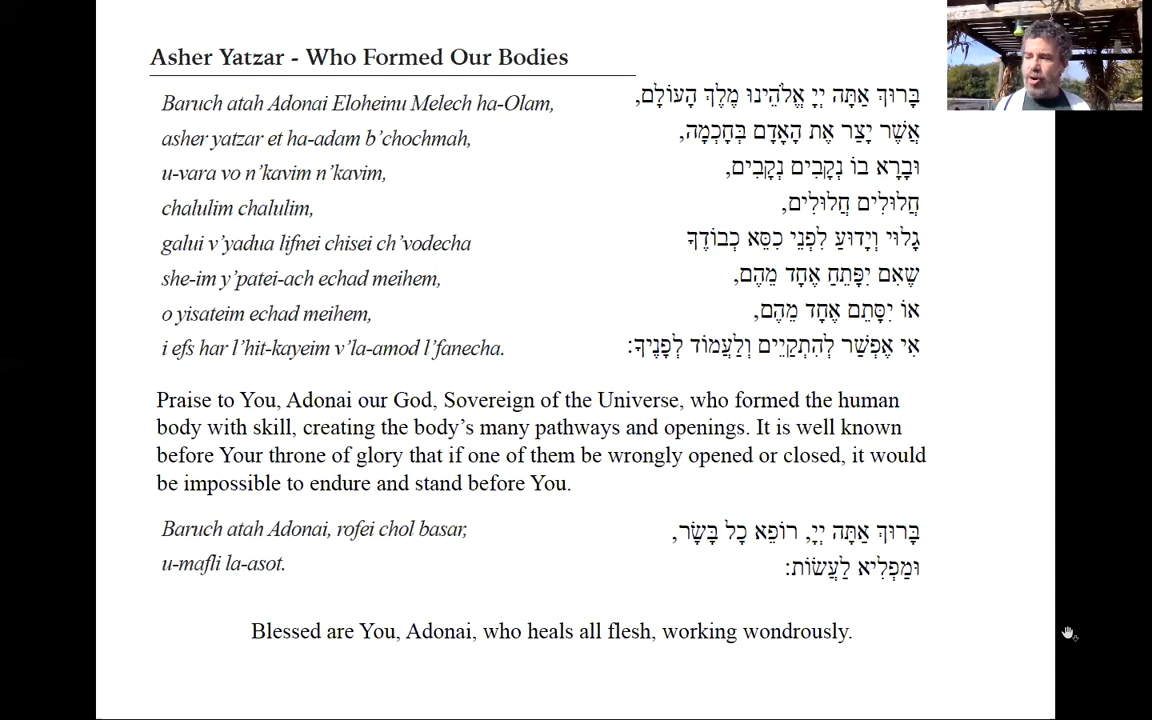 Asher Yatzar - Who Formed Our Bodies
Baruch atah Adonai Eloheinu Melech ha-Olam,
asher yatzar et ha-adam b’chochmah,
u-vara vo n’kavim n’kavim,
chalulim chalulim,
galui v’yadua lifnei chisei ch’vodecha
she-im y’patei-ach echad meihem,
o yisateim echad meihem,
i efs har l’hit-kayeim v’la-amod l’fanecha.
בָּרוּךְ אַתָּה יְיָ אֱלֹהֵינוּ מֶלֶךְ הָעוֹלָם,
אֲשֶׁר יָצַר אֶת הָאָדָם בְּחָכְמָה,
וּבָרָא בוֹ נְקָבִים נְקָבִים,
חֲלוּלִים חֲלוּלִים,
גָּלוּי וְיָדוּעַ לִפְנֵי כִסֵּא כְבוֹדֶךָ
שֶׁאִם יִפָּתֵחַ אֶחָד מֵהֶם,
אוֹ יִסָּתֵם אֶחָד מֵהֶם,
אִי אֶפְשַׁר לְהִתְקַיֵּים וְלַעֲמוֹד לְפָנֶיךָ:
Praise to You, Adonai our God, Sovereign of the Universe, who formed the human
body with skill, creating the body’s many pathways and openings. It is well known
before Your throne of glory that if one of them be wrongly opened or closed, it would
be impossible to endure and stand before You.
Baruch atah Adonai, rofei chol basar,
u-mafli la-asot.
בָּרוּךְ אַתָּה יְיָ, רוֹפֵא כָל בָּשָׂר,
וּמַפְלִיא לַעֲשׂוֹת:
Blessed are You, Adonai, who heals all flesh, working wondrously.